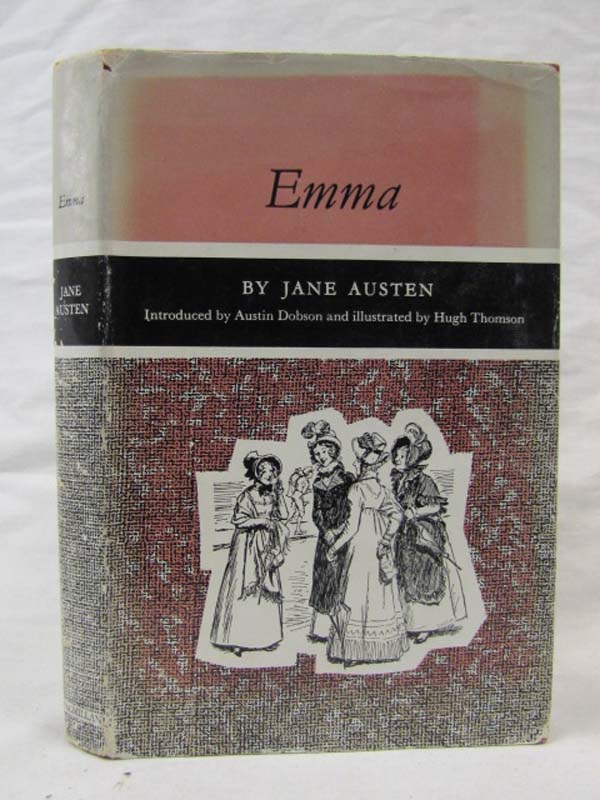 Emma
JANE
AUSTEN
Emma
BY JANE AUSTEN
Introduced by Austin Dobson and illustrated by Hugh Thomson